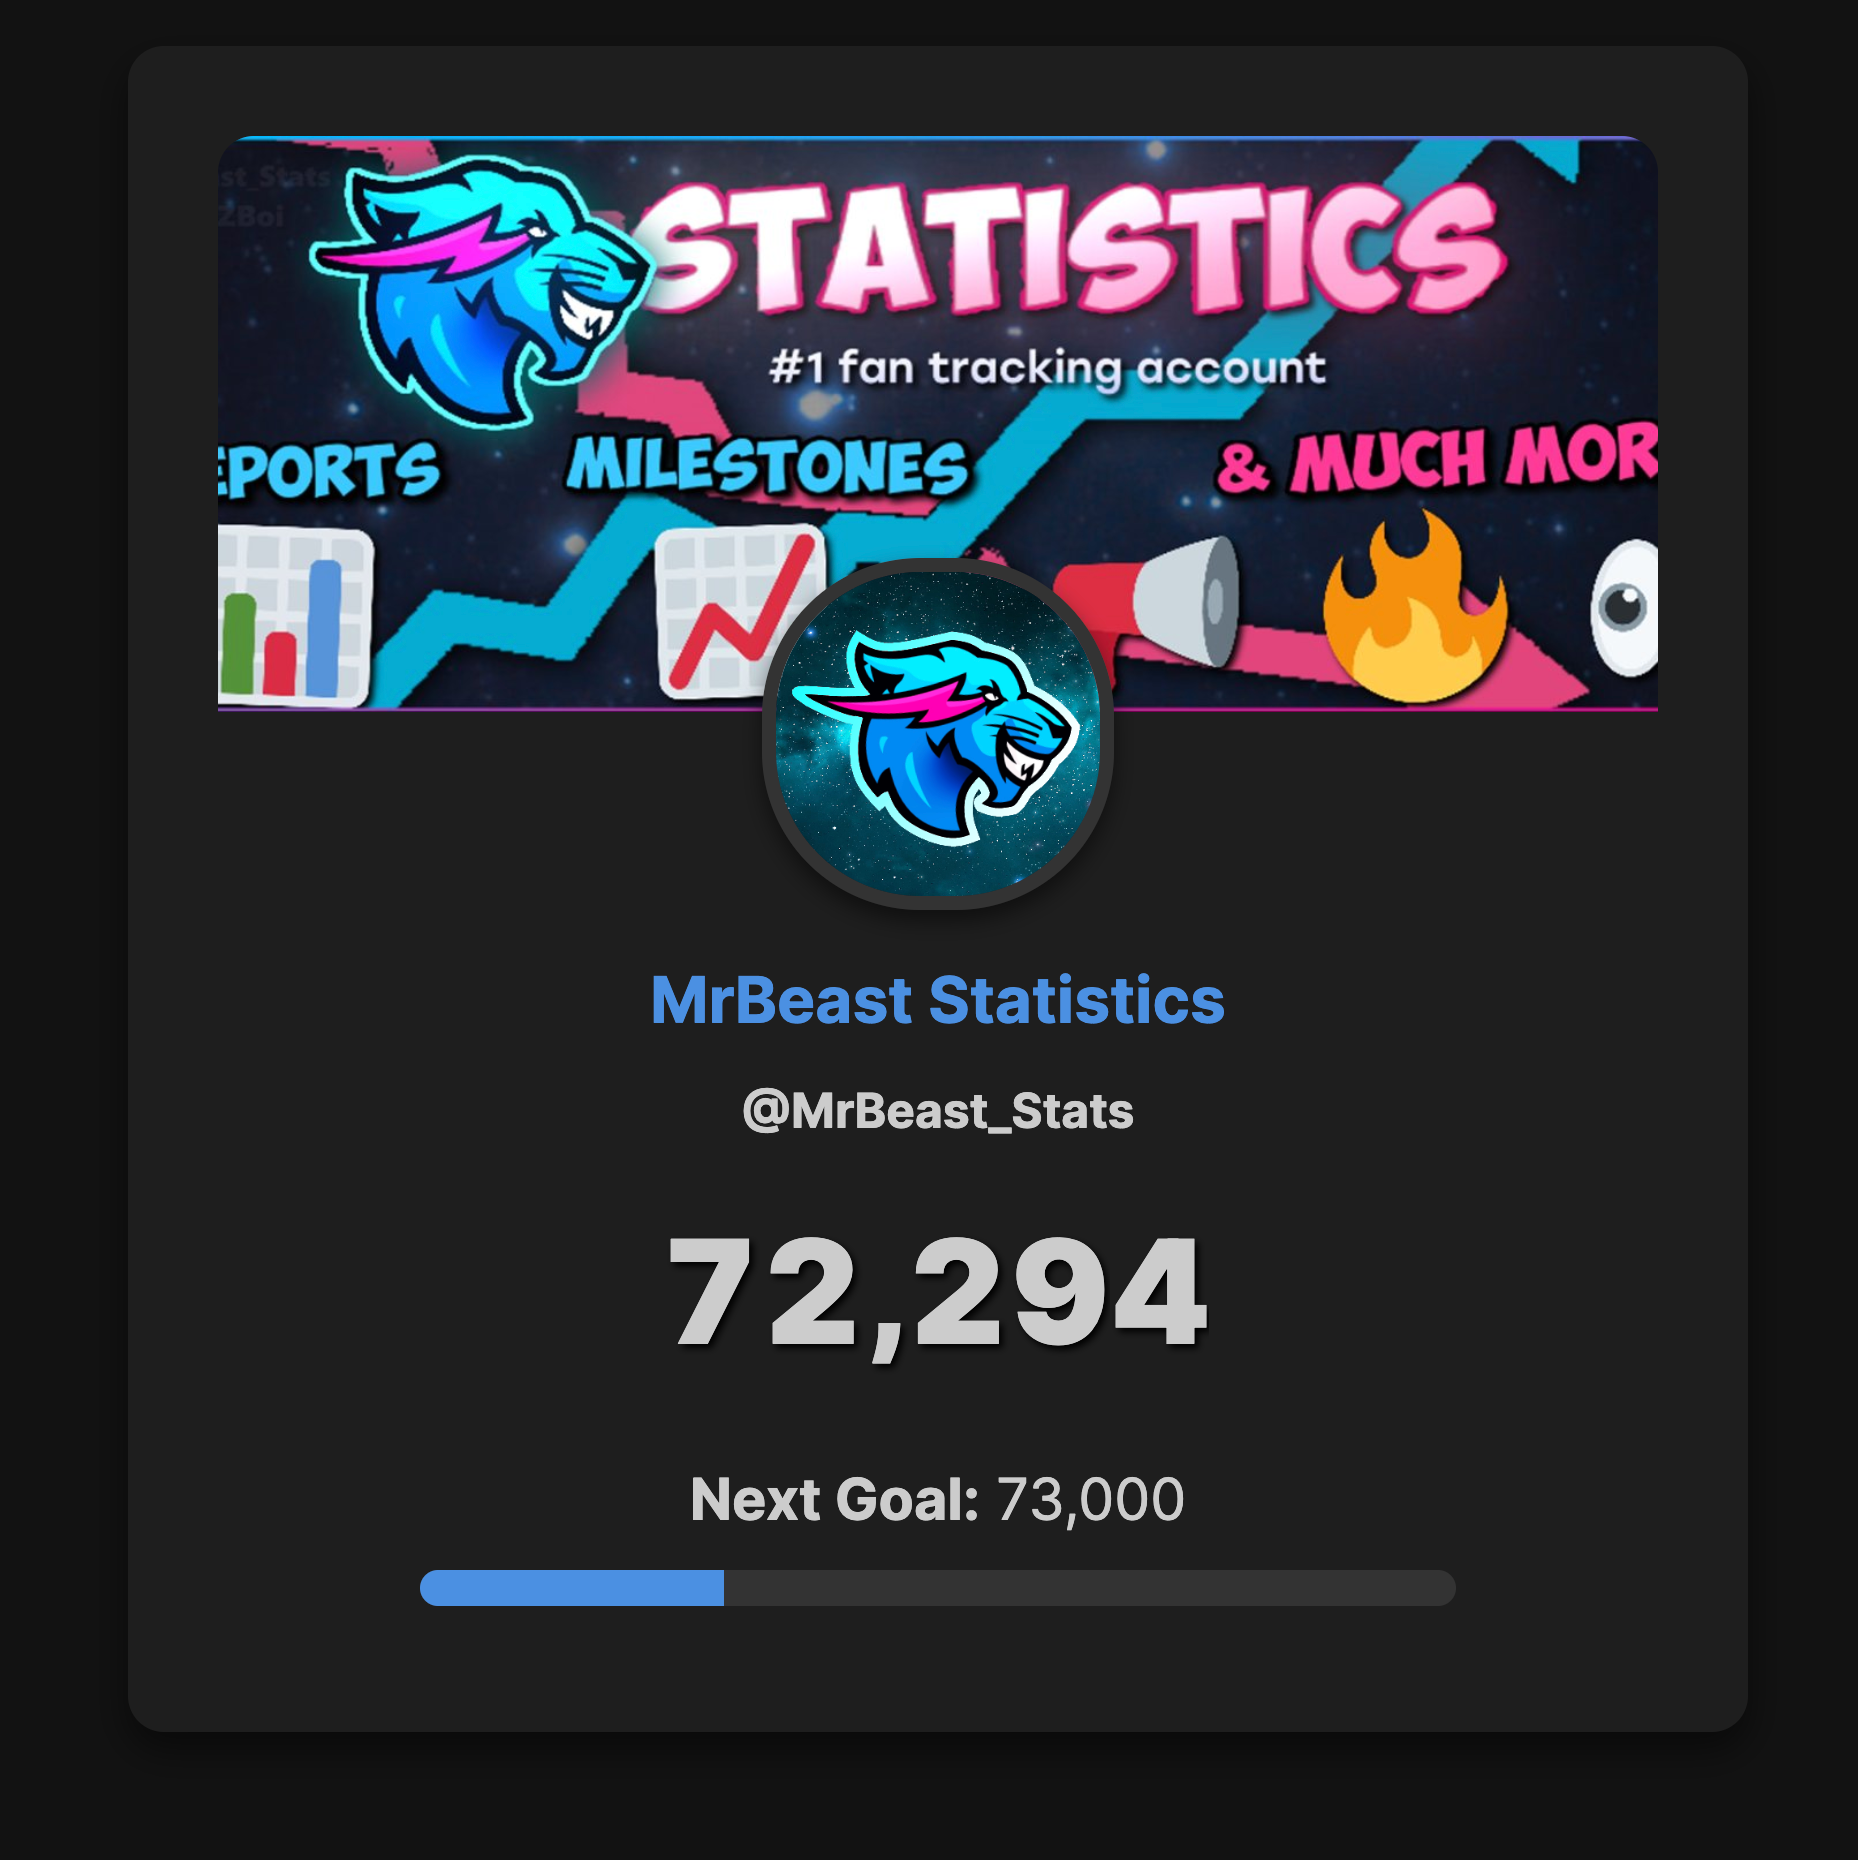 st_Stats
ZBoi
STATISTICS
#1 fan tracking account
EPORTS
MILESTONES
& MUCH MOR
MrBeast Statistics
@MrBeast_Stats
72,294
Next Goal: 73,000